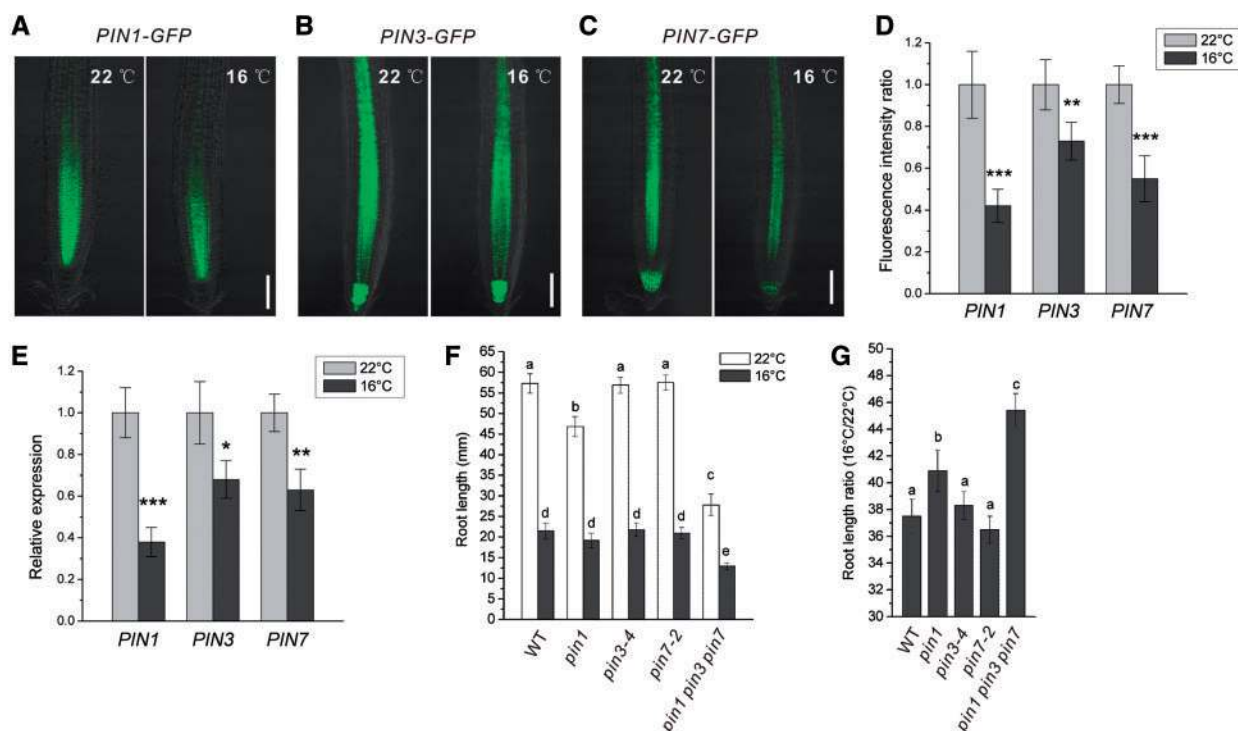 A PIN1-GFP
22 ℃ 16 ℃
B PIN3-GFP
22 ℃ 16 ℃
C PIN7-GFP
22 ℃ 16 ℃
D
22°C
16°C
Fluorescence intensity ratio
1.2
1.0
0.8
0.6
0.4
0.2
0.0
***
**
***
PIN1 PIN3 PIN7
E
22°C
16°C
Relative expression
1.2
1.0
0.8
0.6
0.4
0.2
0.0
***
*
**
PIN1 PIN3 PIN7
F
22°C
16°C
Root length (mm)
65
60
55
50
45
40
35
30
25
20
15
10
5
0
a b a a c
d d d d e
WT pin1 pin3-4 pin7-2 pin1 pin3 pin7
G
Root length ratio (16°C/22°C)
50
48
46
44
42
40
38
36
34
32
30
a b a a c
WT pin1 pin3-4 pin7-2 pin1 pin3 pin7